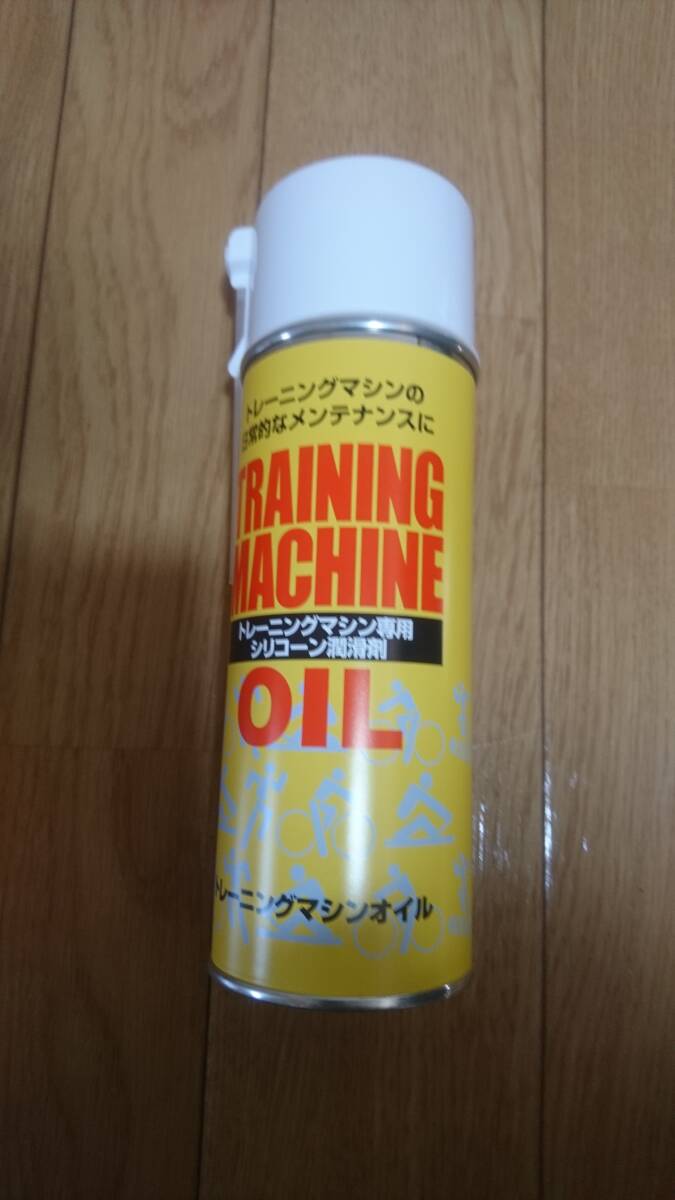 トレーニングマシンの
日常的なメンテナンスに
TRAINING
MACHINE
トレーニングマシン専用
シリコーン潤滑剤
OIL
トレーニングマシンオイル